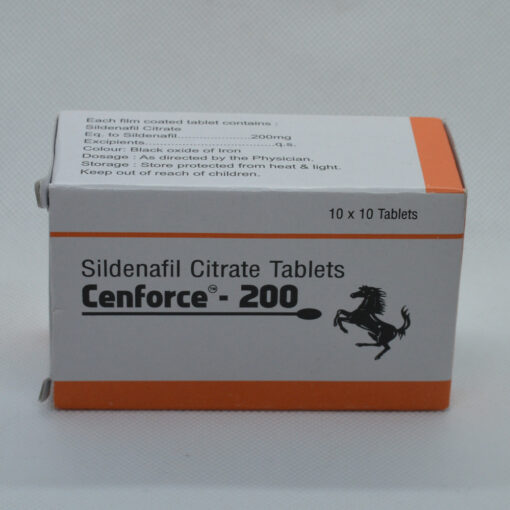 Each film coated tablet contains :
Sildenafil Citrate
Eq. to Sildenafil..............................200mg
Excipients.....................................q.s.
Colour: Black oxide of Iron
Dosage : As directed by the Physician.
Storage : Store protected from heat & light.
Keep out of reach of children.
10 x 10 Tablets
Sildenafil Citrate Tablets
Cenforce™ - 200